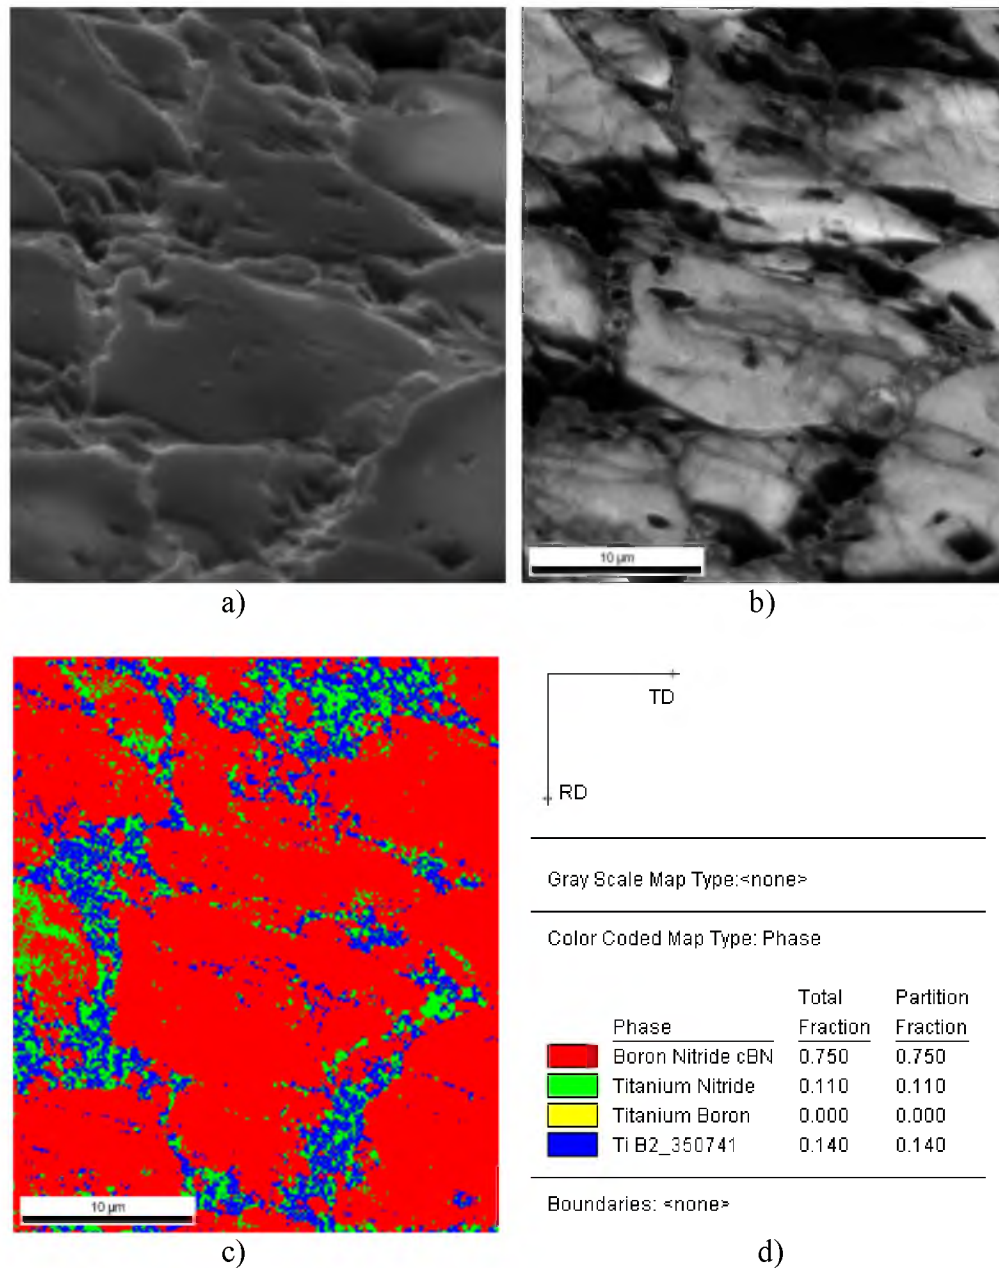 a)
10 µm
b)
10 µm
c)
TD
RD
Gray Scale Map Type:<none>
Color Coded Map Type: Phase
Total Partition
Phase Fraction Fraction
Boron Nitride cBN 0.750 0.750
Titanium Nitride 0.110 0.110
Titanium Boron 0.000 0.000
Ti B2_350741 0.140 0.140
Boundaries: <none>
d)